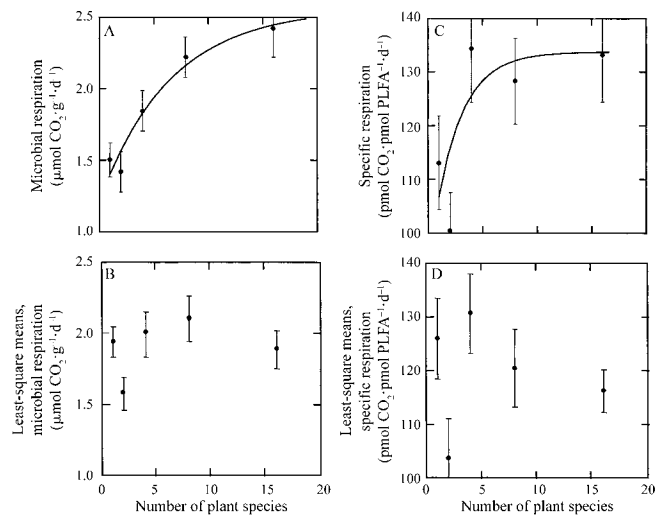 A
Microbial respiration
(μmol CO₂·g⁻¹·d⁻¹)
2.5
2.0
1.5
1.0
C
Specific respiration
(pmol CO₂·pmol PLFA⁻¹·d⁻¹)
140
130
120
110
100
B
Least-square means,
microbial respiration
(μmol CO₂·g⁻¹·d⁻¹)
2.5
2.0
1.5
1.0
0
5
10
15
20
Number of plant species
D
Least-square means,
specific respiration
(pmol CO₂·pmol PLFA⁻¹·d⁻¹)
140
130
120
110
100
0
5
10
15
20
Number of plant species